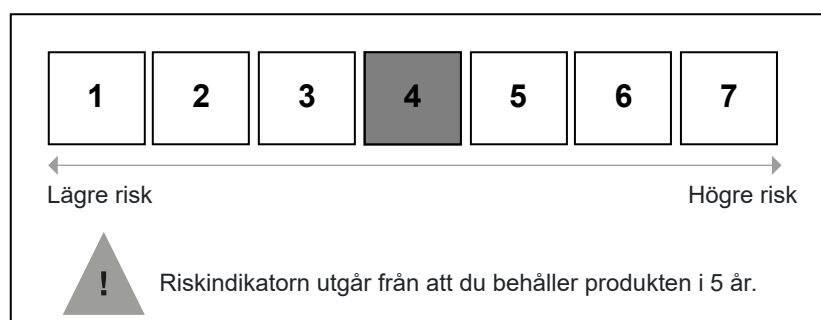 1 2 3 4 5 6 7
Lägre risk Högre risk
! Riskindikatorn utgår från att du behåller produkten i 5 år.